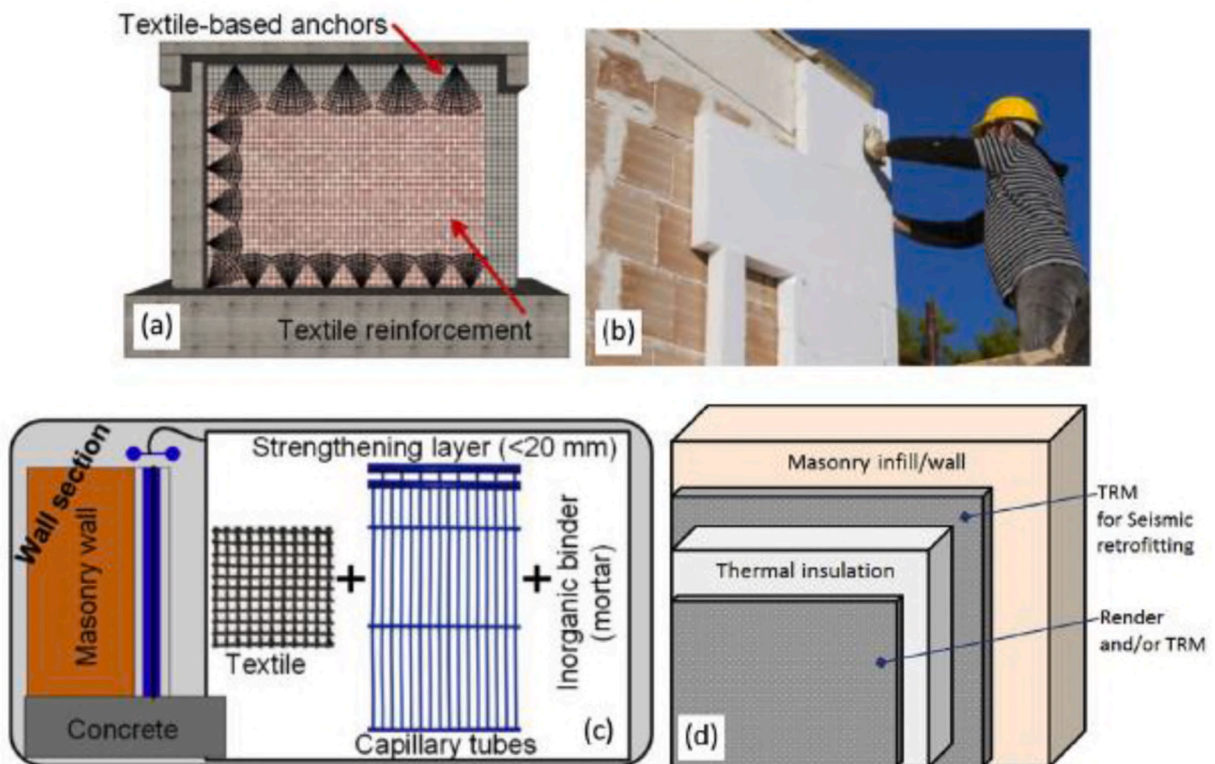 Textile-based anchors
(a)
Textile reinforcement
(b)
Wall section
Masonry wall
Concrete
Strengthening layer (<20 mm)
Textile
+
Capillary tubes
+
Inorganic binder
(mortar)
(c)
Masonry infill/wall
TRM
for Seismic
retrofitting
Thermal insulation
Render
and/or TRM
(d)